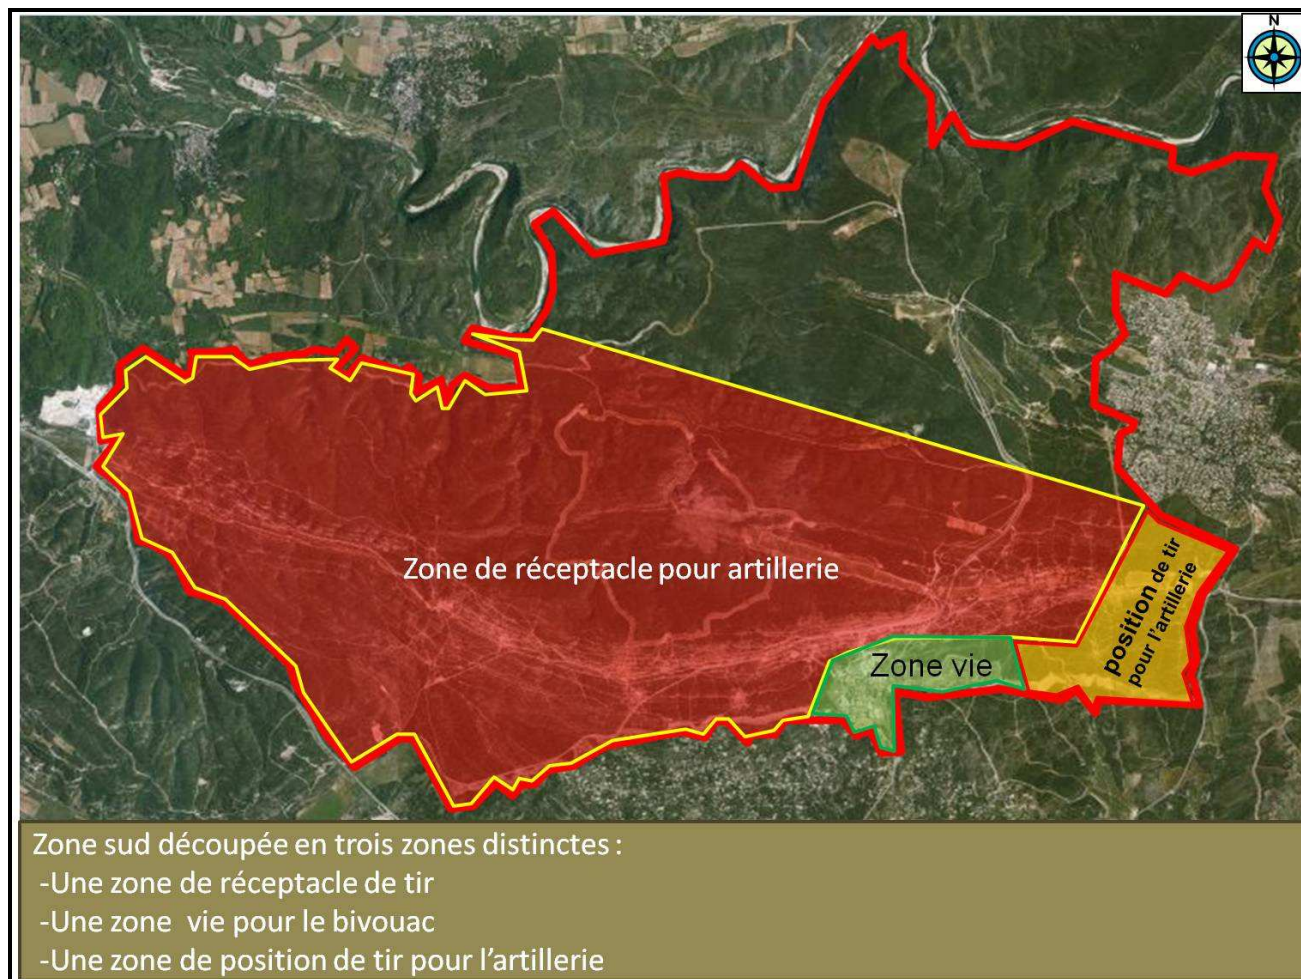 N
Zone de réceptacle pour artillerie
position de tir
pour l'artillerie
Zone vie
Zone sud découpée en trois zones distinctes :
-Une zone de réceptacle de tir
-Une zone vie pour le bivouac
-Une zone de position de tir pour l’artillerie